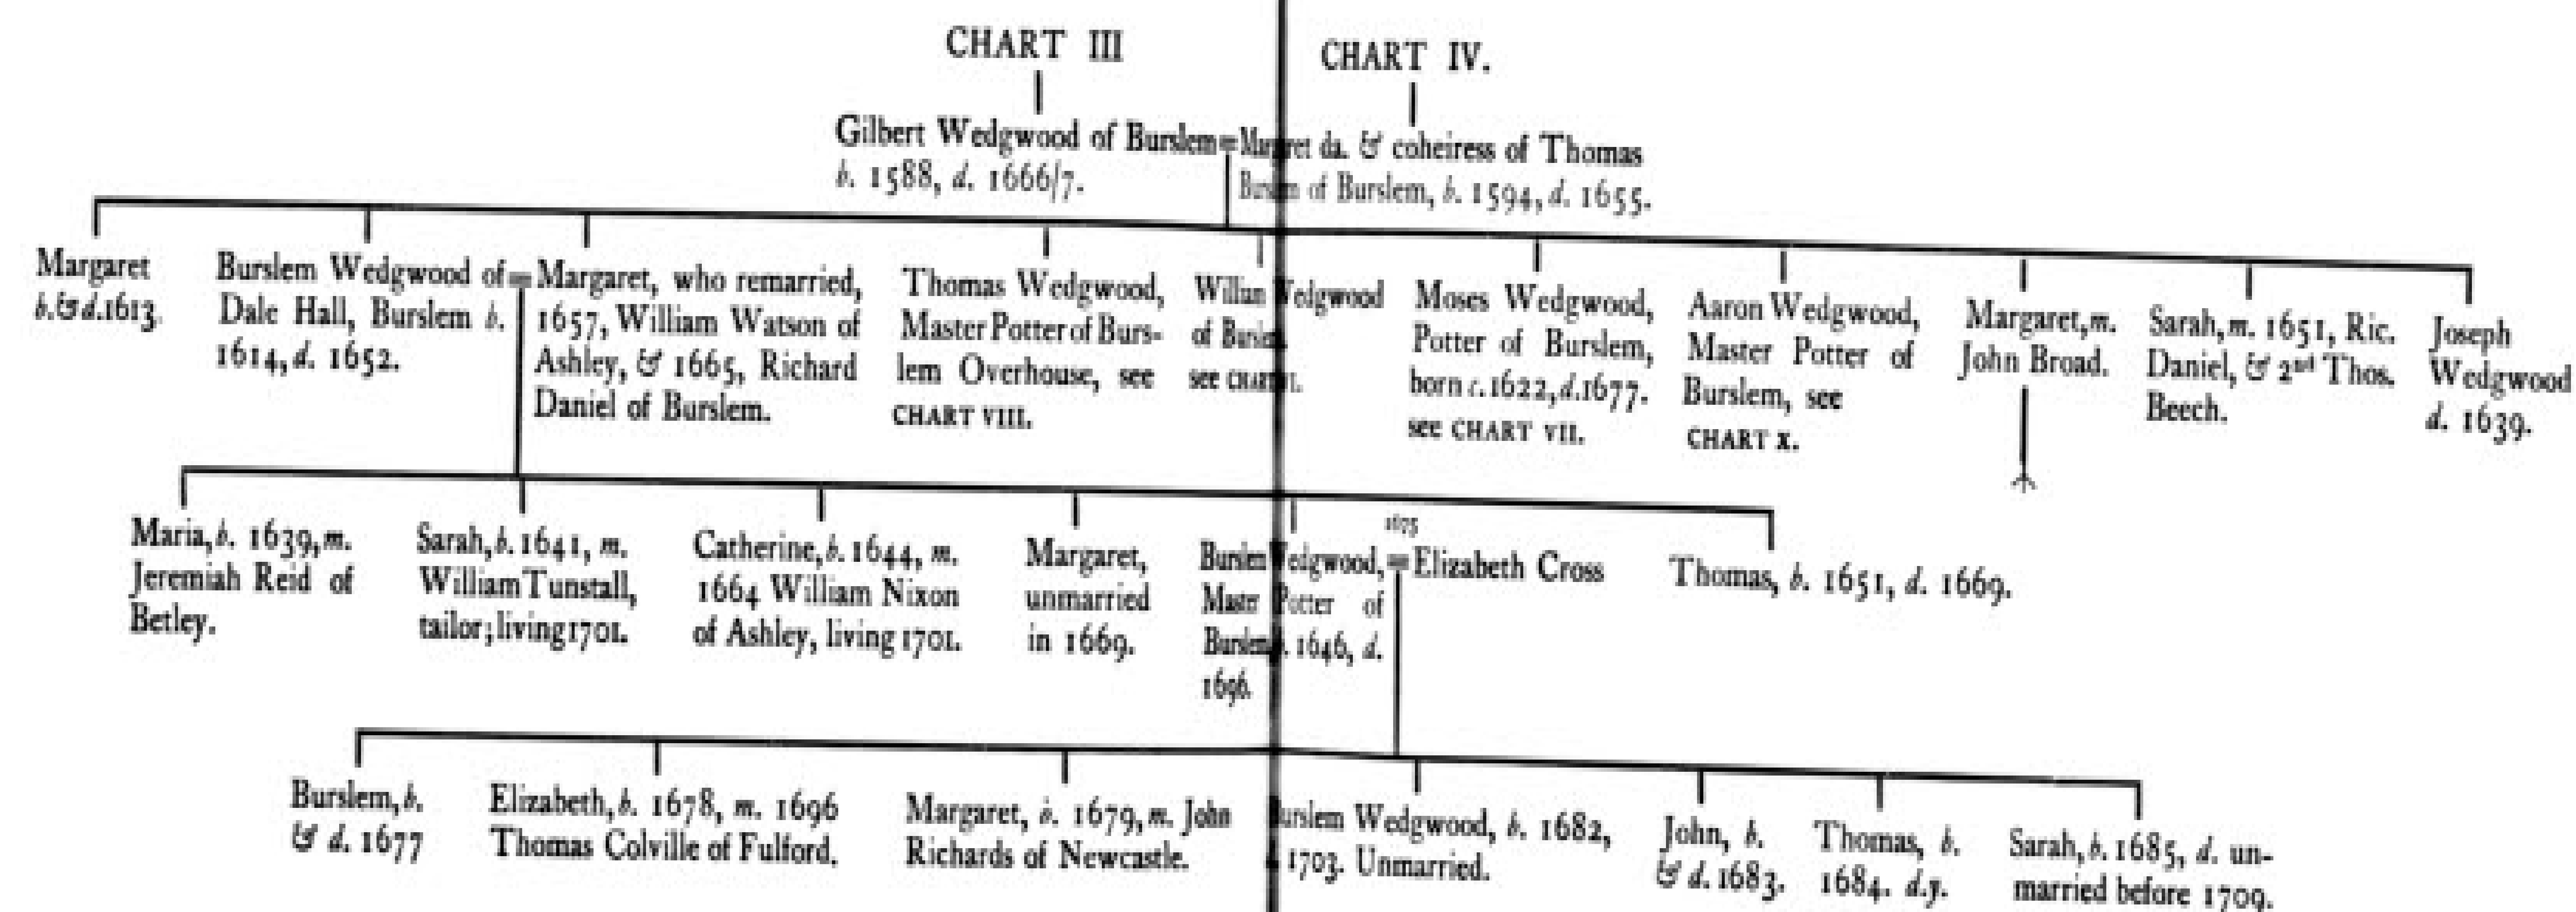 CHART III
CHART IV.
Gilbert Wedgwood of Burslem=Margaret da. & coheiress of Thomas
b. 1588, d. 1666/7.
of Burslem, b. 1594, d. 1655.
Margaret
b.&d.1613.
Burslem Wedgwood of=
Dale Hall, Burslem b.
1614, d. 1652.
Margaret, who remarried,
1657, William Watson of
Ashley, & 1665, Richard
Daniel of Burslem.
Thomas Wedgwood,
Master Potter of Burs-
lem Overhouse, see
CHART VIII.
Wedgwood
of
see
Moses Wedgwood,
Potter of Burslem,
born c.1622, d.1677.
see CHART VII.
Aaron Wedgwood,
Master Potter of
Burslem, see
CHART X.
Margaret, m.
John Broad.
Sarah, m. 1651, Ric.
Daniel, & 2nd Thos.
Beech.
Joseph
Wedgwood
d. 1639.
Maria, b. 1639, m.
Jeremiah Reid of
Betley.
Sarah, b. 1641, m.
William Tunstall,
tailor; living 1701.
Catherine, b. 1644, m.
1664 William Nixon
of Ashley, living 1701.
Margaret,
unmarried
in 1669.
Wedgwood,
Potter of
1646, d.
1696.
1675
=Elizabeth Cross
Thomas, b. 1651, d. 1669.
Burslem, b.
& d. 1677
Elizabeth, b. 1678, m. 1696
Thomas Colville of Fulford.
Margaret, b. 1679, m. John
Richards of Newcastle.
Burslem Wedgwood, b. 1682,
1703. Unmarried.
John, b.
& d. 1683.
Thomas, b.
1684. d.y.
Sarah, b. 1685, d. un-
married before 1709.